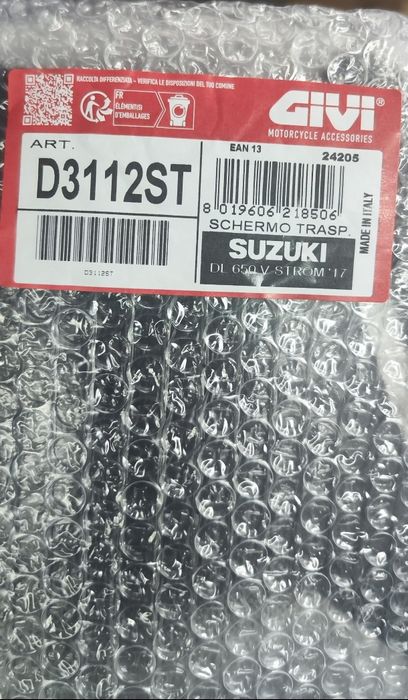 RACCOLTA DIFFERENZIATA - VERIFICA LE DISPOSIZIONI DEL TUO COMUNE
FR
ÉLÉMENT(S)
D'EMBALLAGES
GIVI®
MOTORCYCLE ACCESSORIES
ART.
D3112ST
D3112ST
EAN 13
24205
8 019606 218506
SCHERMO TRASP.
SUZUKI
DL 650 V-STROM '17
MADE IN ITALY